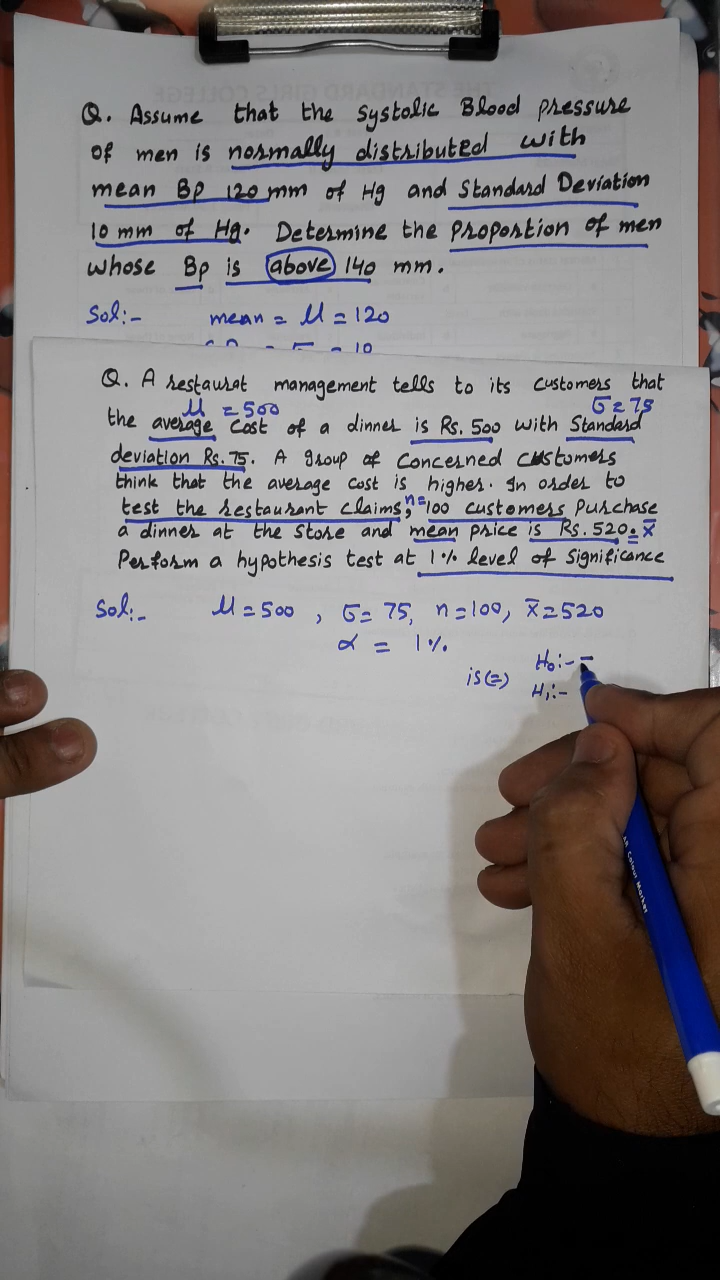 Q. Assume that the Systolic Blood pressure
of men is normally distributed with
mean Bp 120 mm of Hg and Standard Deviation
10 mm of Hg. Determine the proportion of men
whose Bp is above 140 mm.
Sol:- mean = μ = 120
Q. A restaurat management tells to its customers that
μ = 500 σ = 75
the average cost of a dinner is Rs. 500 with Standard
deviation Rs. 75. A group of concerned customers
think that the average cost is higher. In order to
test the restaurant claims, n= 100 customers purchase
a dinner at the store and mean price is Rs. 520. = x̄
Perform a hypothesis test at 1% level of Significance
Sol:- μ = 500 , σ = 75, n = 100, x̄ = 520
α = 1%
is(=) H₀:- =
H₁:-